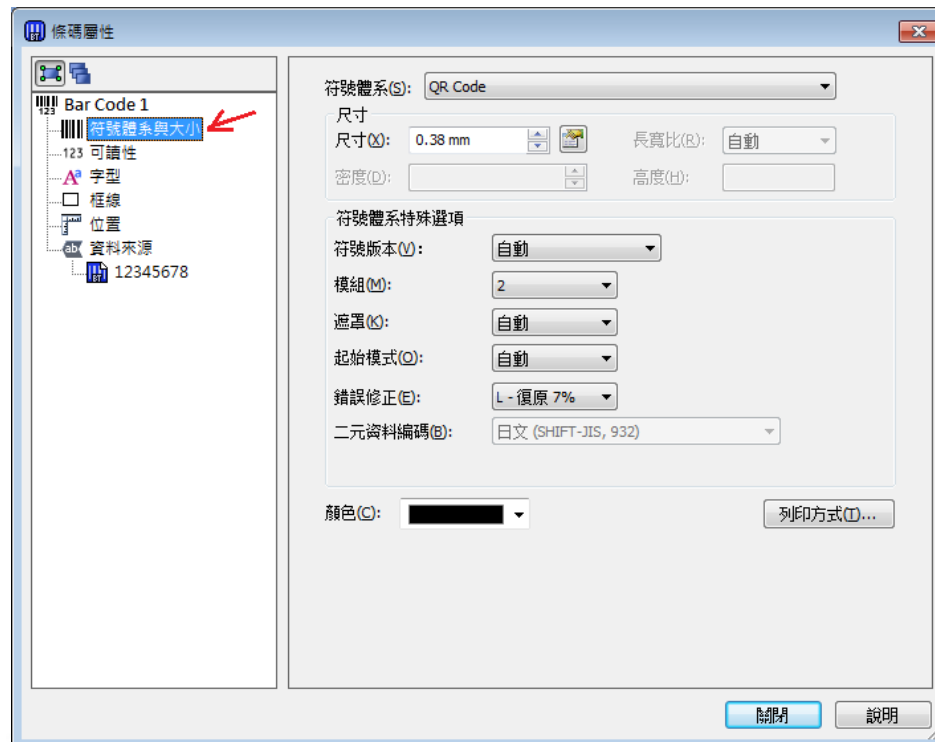 條碼屬性
Bar Code 1
符號體系與大小
123 可讀性
字型
框線
位置
資料來源
12345678
符號體系(S): QR Code
尺寸
尺寸(X): 0.38 mm 長寬比(R): 自動
密度(D): 高度(H):
符號體系特殊選項
符號版本(V): 自動
模組(M): 2
遮罩(K): 自動
起始模式(O): 自動
錯誤修正(E): L - 復原 7%
二元資料編碼(B): 日文 (SHIFT-JIS, 932)
顏色(C): 列印方式(T)...
關閉 說明